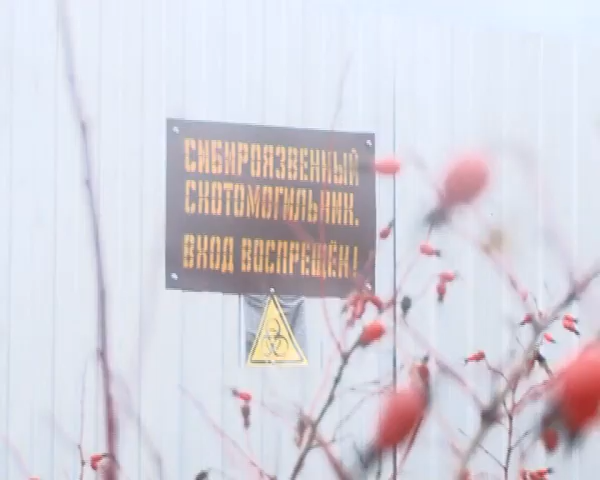 СИБИРОЯЗВЕННЫЙ
СКОТОМОГИЛЬНИК.
ВХОД ВОСПРЕЩЁН!